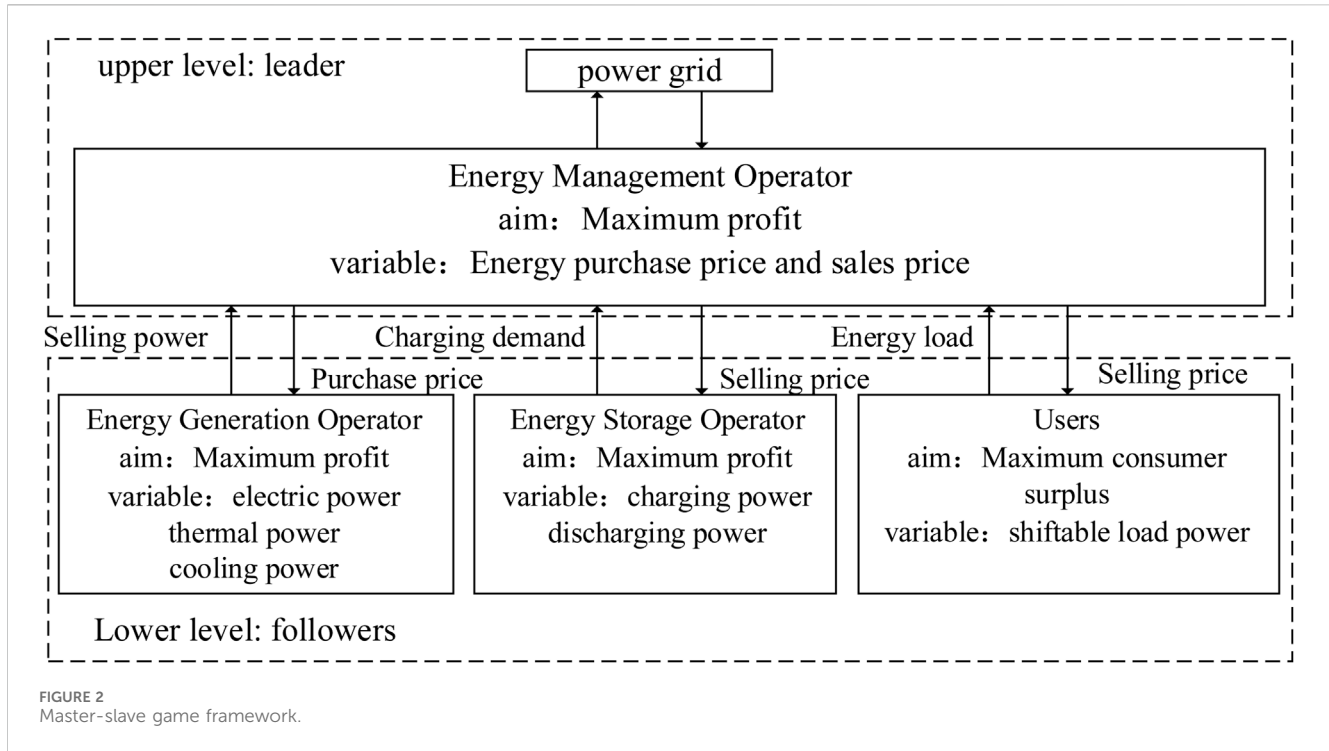 upper level: leader
power grid
Energy Management Operator
aim：Maximum profit
variable：Energy purchase price and sales price
Selling power
Charging demand
Energy load
Purchase price
Selling price
Selling price
Energy Generation Operator
aim：Maximum profit
variable：electric power
thermal power
cooling power
Energy Storage Operator
aim：Maximum profit
variable：charging power
discharging power
Users
aim：Maximum consumer
surplus
variable：shiftable load power
Lower level: followers
FIGURE 2
Master-slave game framework.